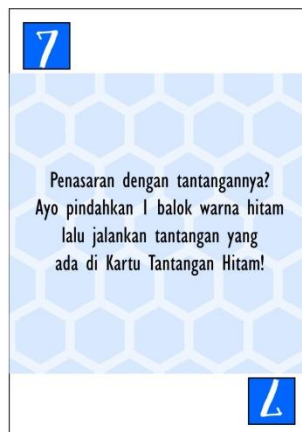 7
Penasaran dengan tantangannya?
Ayo pindahkan 1 balok warna hitam
lalu jalankan tantangan yang
ada di Kartu Tantangan Hitam!
7